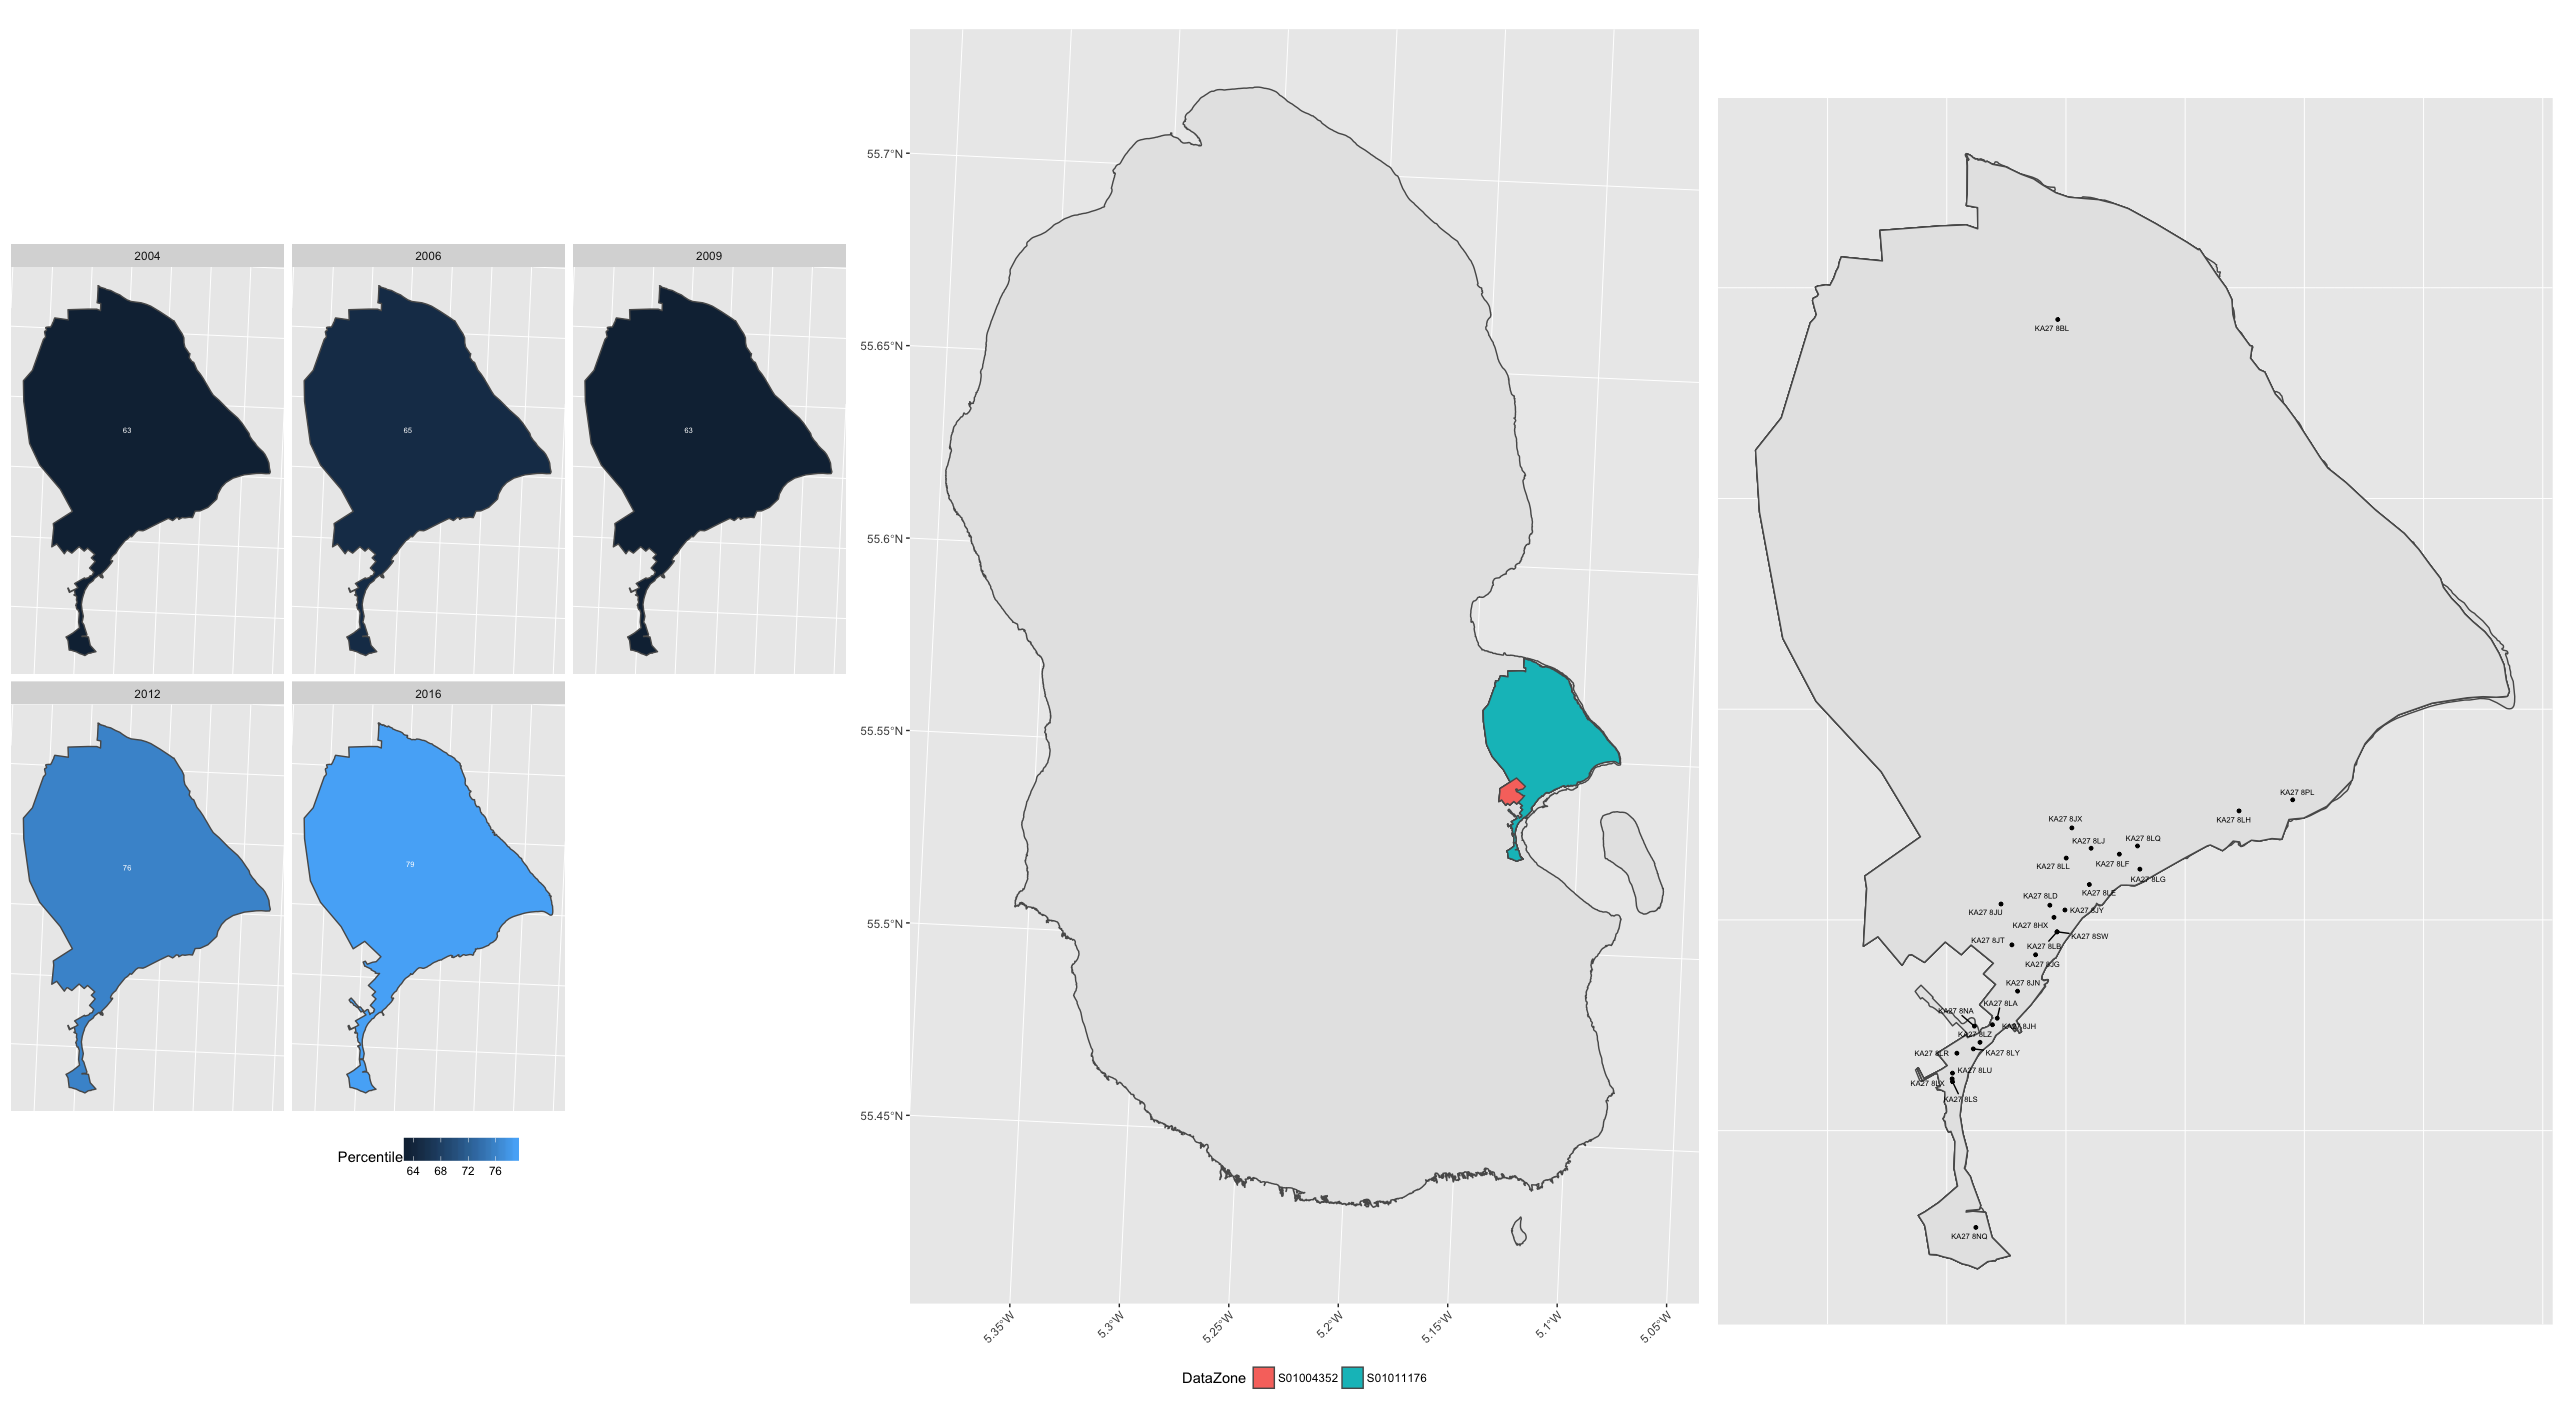 2004
2006
2009
63
65
63
2012
2016
76
79
Percentile
64 68 72 76
55.7°N
55.65°N
55.6°N
55.55°N
55.5°N
55.45°N
5.35°W
5.3°W
5.25°W
5.2°W
5.15°W
5.1°W
5.05°W
DataZone S01004352 S01011176
KA27 8BL
KA27 8PL
KA27 8LH
KA27 8JX
KA27 8LJ
KA27 8LQ
KA27 8LL
KA27 8LF
KA27 8LG
KA27 8LE
KA27 8LD
KA27 8JU
KA27 8JY
KA27 8HX
KA27 8SW
KA27 8JT
KA27 8LB
KA27 8JG
KA27 8JN
KA27 8LA
KA27 8NA
KA27 8JH
KA27 8LZ
KA27 8LR
KA27 8LY
KA27 8LU
KA27 8LX
KA27 8LS
KA27 8NQ